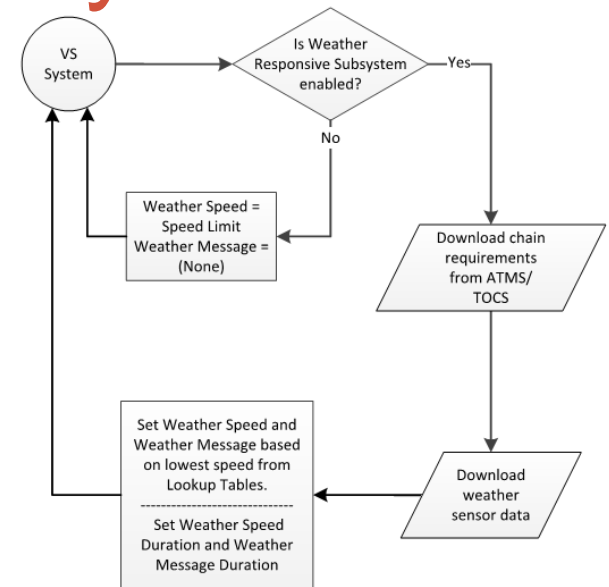 VS
System
Is Weather
Responsive Subsystem
enabled?
Yes
No
Weather Speed =
Speed Limit
Weather Message =
(None)
Download chain
requirements
from ATMS/
TOCS
Download
weather
sensor data
Set Weather Speed and
Weather Message based
on lowest speed from
Lookup Tables.
------------------------------
Set Weather Speed
Duration and Weather
Message Duration